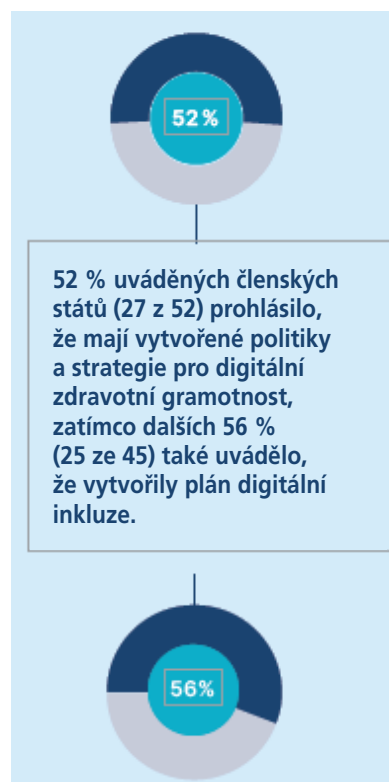 52 %
52 % uváděných členských
států (27 z 52) prohlásilo,
že mají vytvořené politiky
a strategie pro digitální
zdravotní gramotnost,
zatímco dalších 56 %
(25 ze 45) také uvádělo,
že vytvořily plán digitální
inkluze.
56%